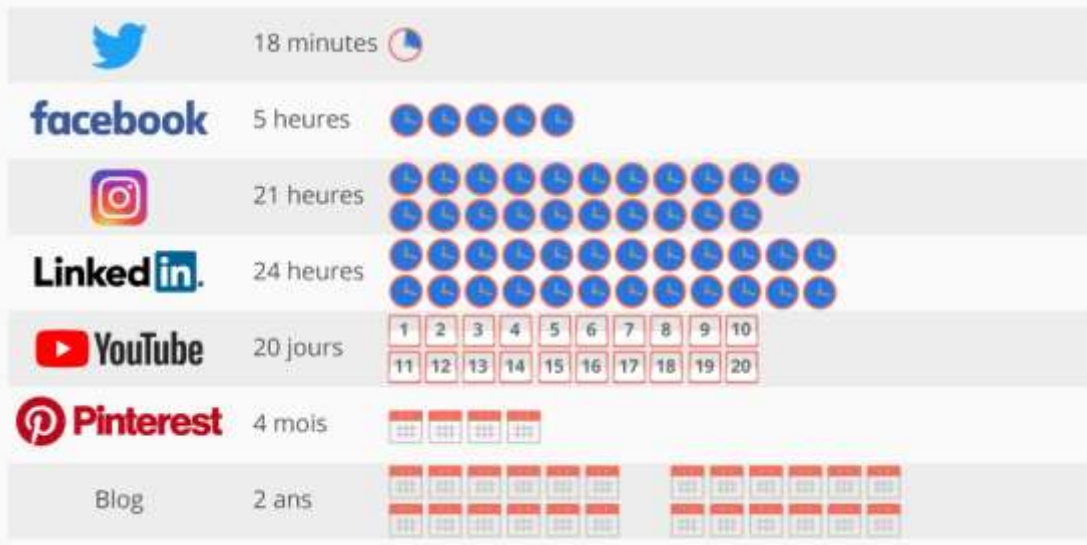 18 minutes
facebook 5 heures
21 heures
Linked in. 24 heures
1 2 3 4 5 6 7 8 9 10
YouTube 20 jours
11 12 13 14 15 16 17 18 19 20
Pinterest 4 mois
Blog 2 ans